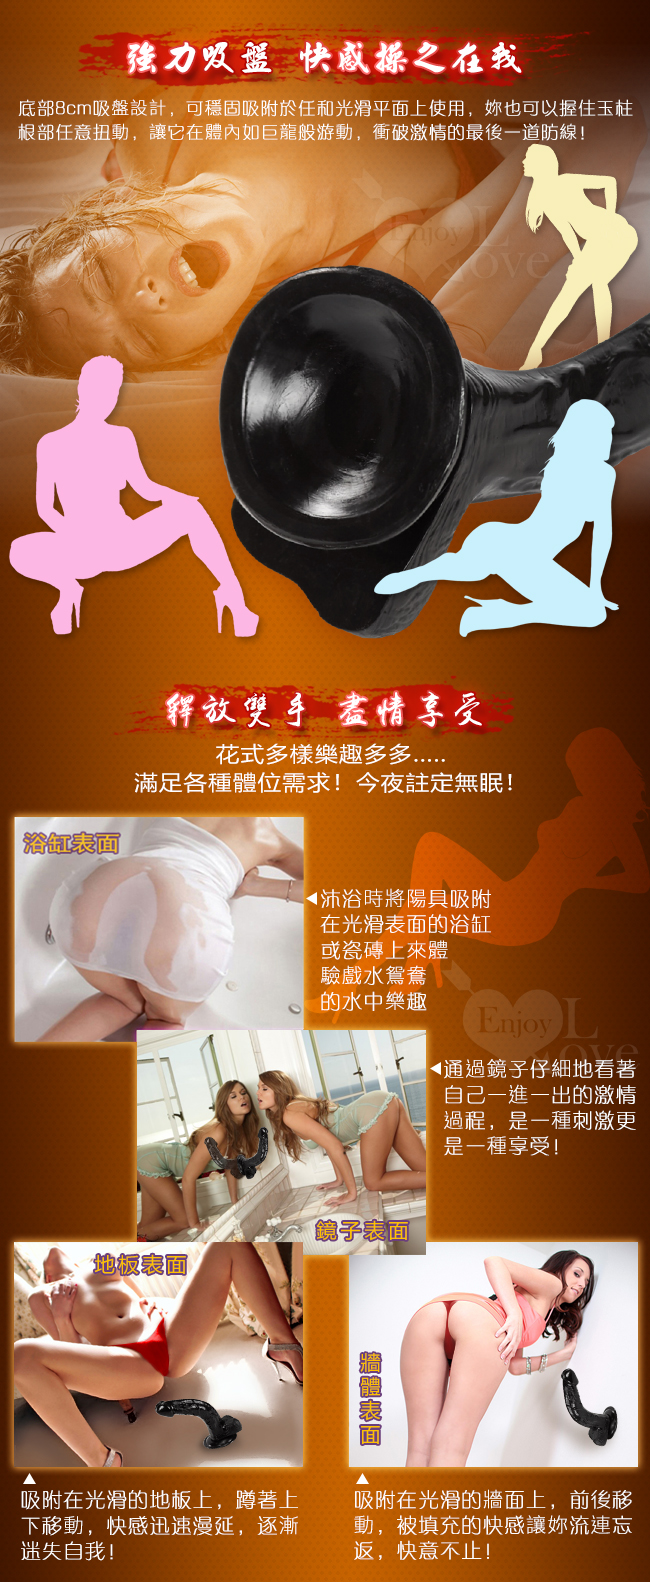 強力吸盤 快感操之在我
底部8cm吸盤設計，可穩固吸附於任和光滑平面上使用，妳也可以握住玉柱
根部任意扭動，讓它在體內如巨龍般游動，衝破激情的最後一道防線！
Enjoy L
ove
釋放雙手 盡情享受
花式多樣樂趣多多.....
滿足各種體位需求！今夜註定無眠！
浴缸表面
沐浴時將陽具吸附
在光滑表面的浴缸
或瓷磚上來體
驗戲水鴛鴦
的水中樂趣
Enjoy L
ove
通過鏡子仔細地看著
自己一進一出的激情
過程，是一種刺激更
是一種享受！
鏡子表面
地板表面
牆體表面
吸附在光滑的地板上，蹲著上
下移動，快感迅速漫延，逐漸
迷失自我！
吸附在光滑的牆面上，前後移
動，被填充的快感讓妳流連忘
返，快意不止！